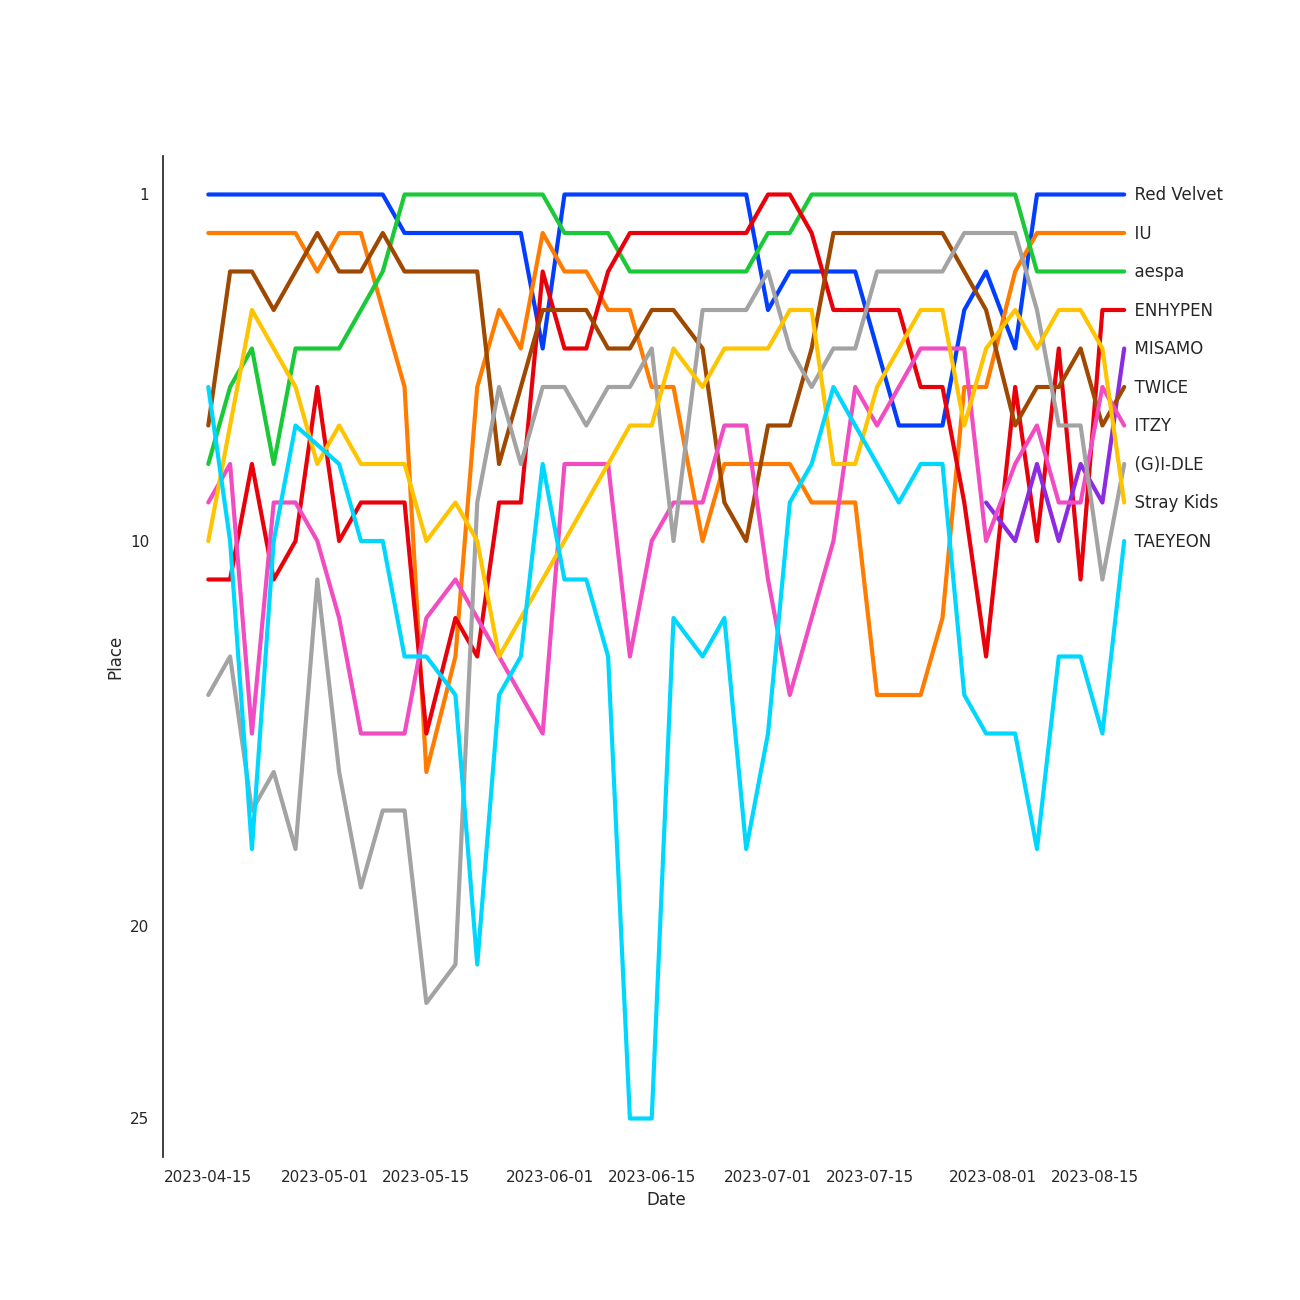 1
10
20
25
Place
Red Velvet
IU
aespa
ENHYPEN
MISAMO
TWICE
ITZY
(G)I-DLE
Stray Kids
TAEYEON
2023-04-15 2023-05-01 2023-05-15 2023-06-01 2023-06-15 2023-07-01 2023-07-15 2023-08-01 2023-08-15
Date